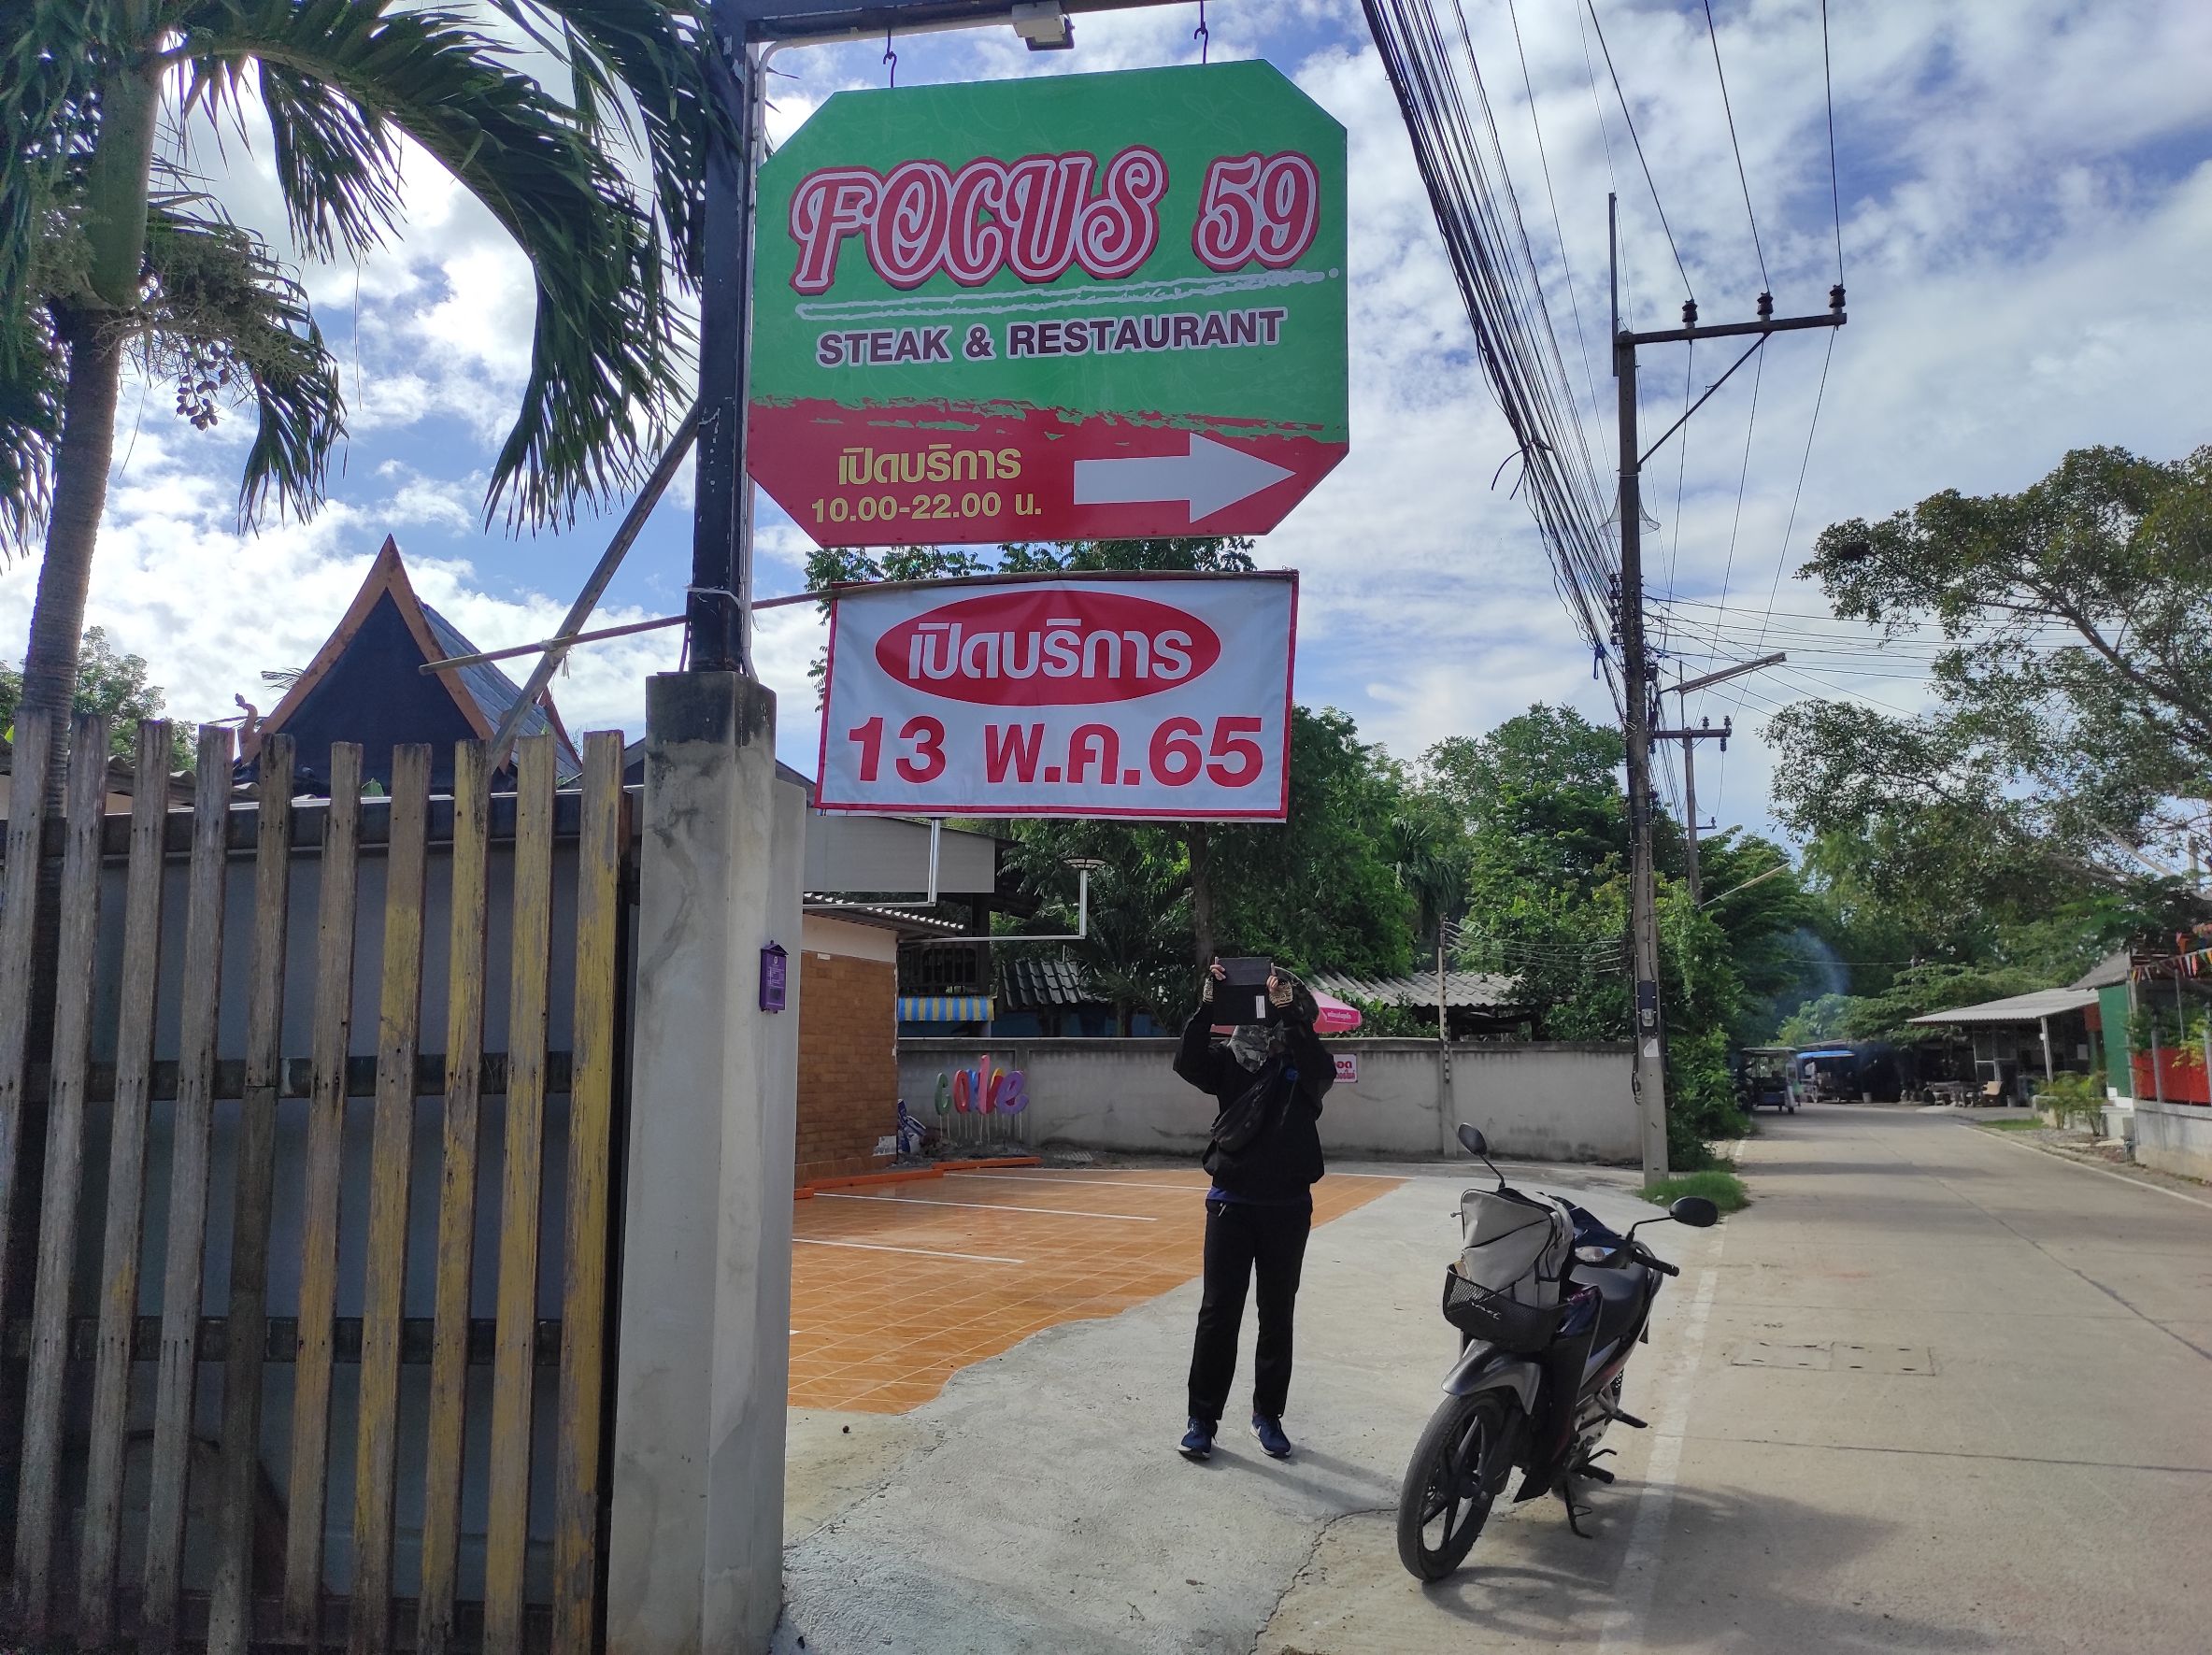 FOCUS 59
STEAK & RESTAURANT
เปิดบริการ
10.00-22.00 น.
เปิดบริการ
13 พ.ค.65